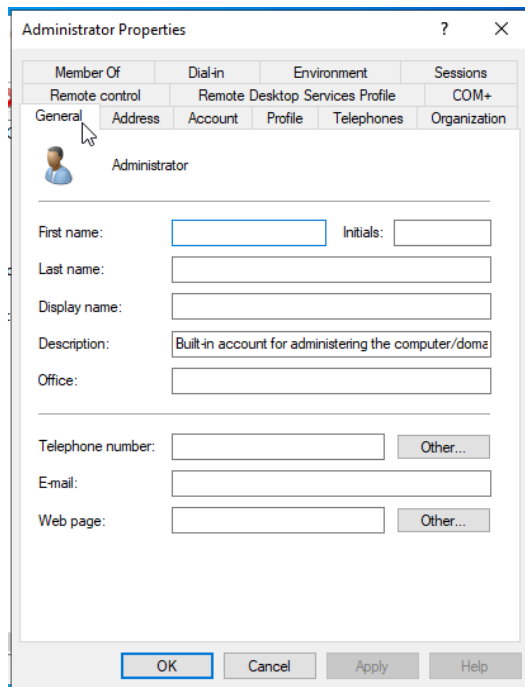 Administrator Properties ?
Member Of Dial-in Environment Sessions
Remote control Remote Desktop Services Profile COM+
General Address Account Profile Telephones Organization
Administrator
First name: Initials:
Last name:
Display name:
Description: Built-in account for administering the computer/doma
Office:
Telephone number: Other...
E-mail:
Web page: Other...
OK Cancel Apply Help